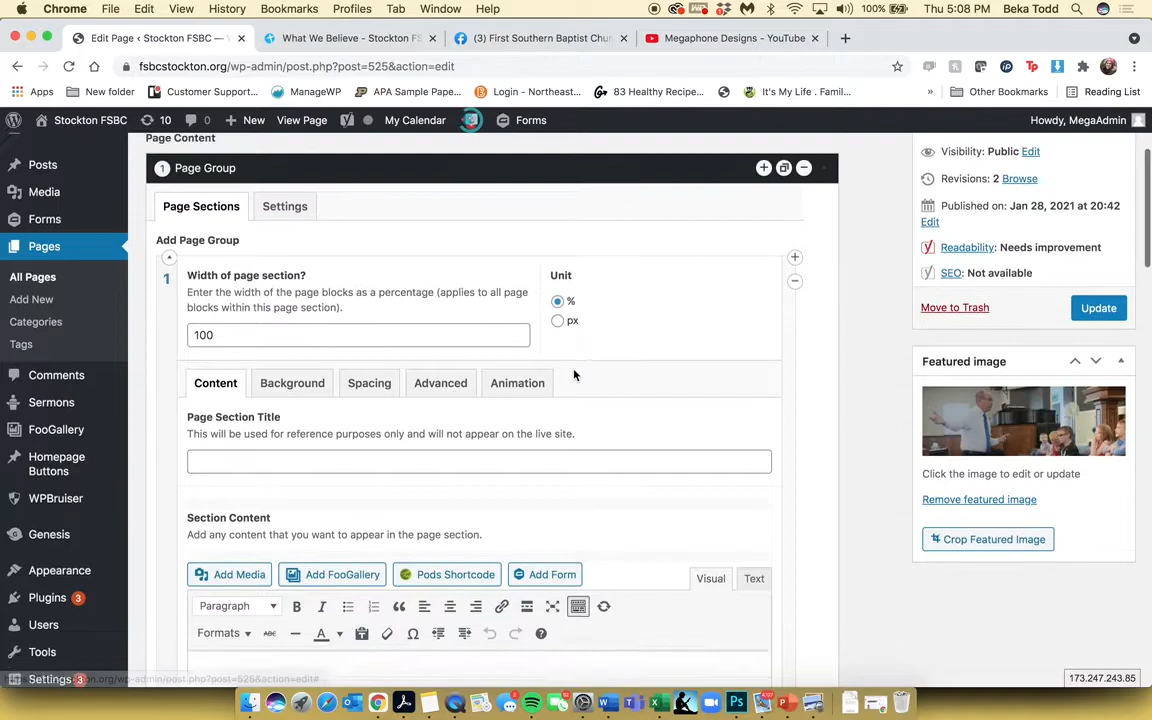 Chrome File Edit View History Bookmarks Profiles Tab Window Help 100% Thu 5:08 PM Beka Todd
Edit Page ‹ Stockton FSBC — What We Believe - Stockton FS (3) First Southern Baptist Chu Megaphone Designs - YouTube
fsbcstockton.org/wp-admin/post.php?post=525&action=edit
Apps New folder Customer Support... ManageWP APA Sample Pape... Login - Northeast... 83 Healthy Recipe... It's My Life . Fami... » Other Bookmarks Reading List
Stockton FSBC 10 0 New View Page My Calendar Forms Howdy, MegaAdmin
Posts
Media
Forms
Pages
All Pages
Add New
Categories
Tags
Comments
Sermons
FooGallery
Homepage
Buttons
WPBruiser
Genesis
Appearance
Plugins 3
Users
Tools
Settings 3
Page Content
1 Page Group
Page Sections Settings
Add Page Group
1
Width of page section?
Enter the width of the page blocks as a percentage (applies to all page
blocks within this page section).
100
Unit
%
px
Content Background Spacing Advanced Animation
Page Section Title
This will be used for reference purposes only and will not appear on the live site.
Section Content
Add any content that you want to appear in the page section.
Add Media Add FooGallery Pods Shortcode Add Form Visual Text
Paragraph B I
Formats ABC A Ω
Visibility: Public Edit
Revisions: 2 Browse
Published on: Jan 28, 2021 at 20:42
Edit
Readability: Needs improvement
SEO: Not available
Move to Trash Update
Featured image
Click the image to edit or update
Remove featured image
Crop Featured Image
173.247.243.85